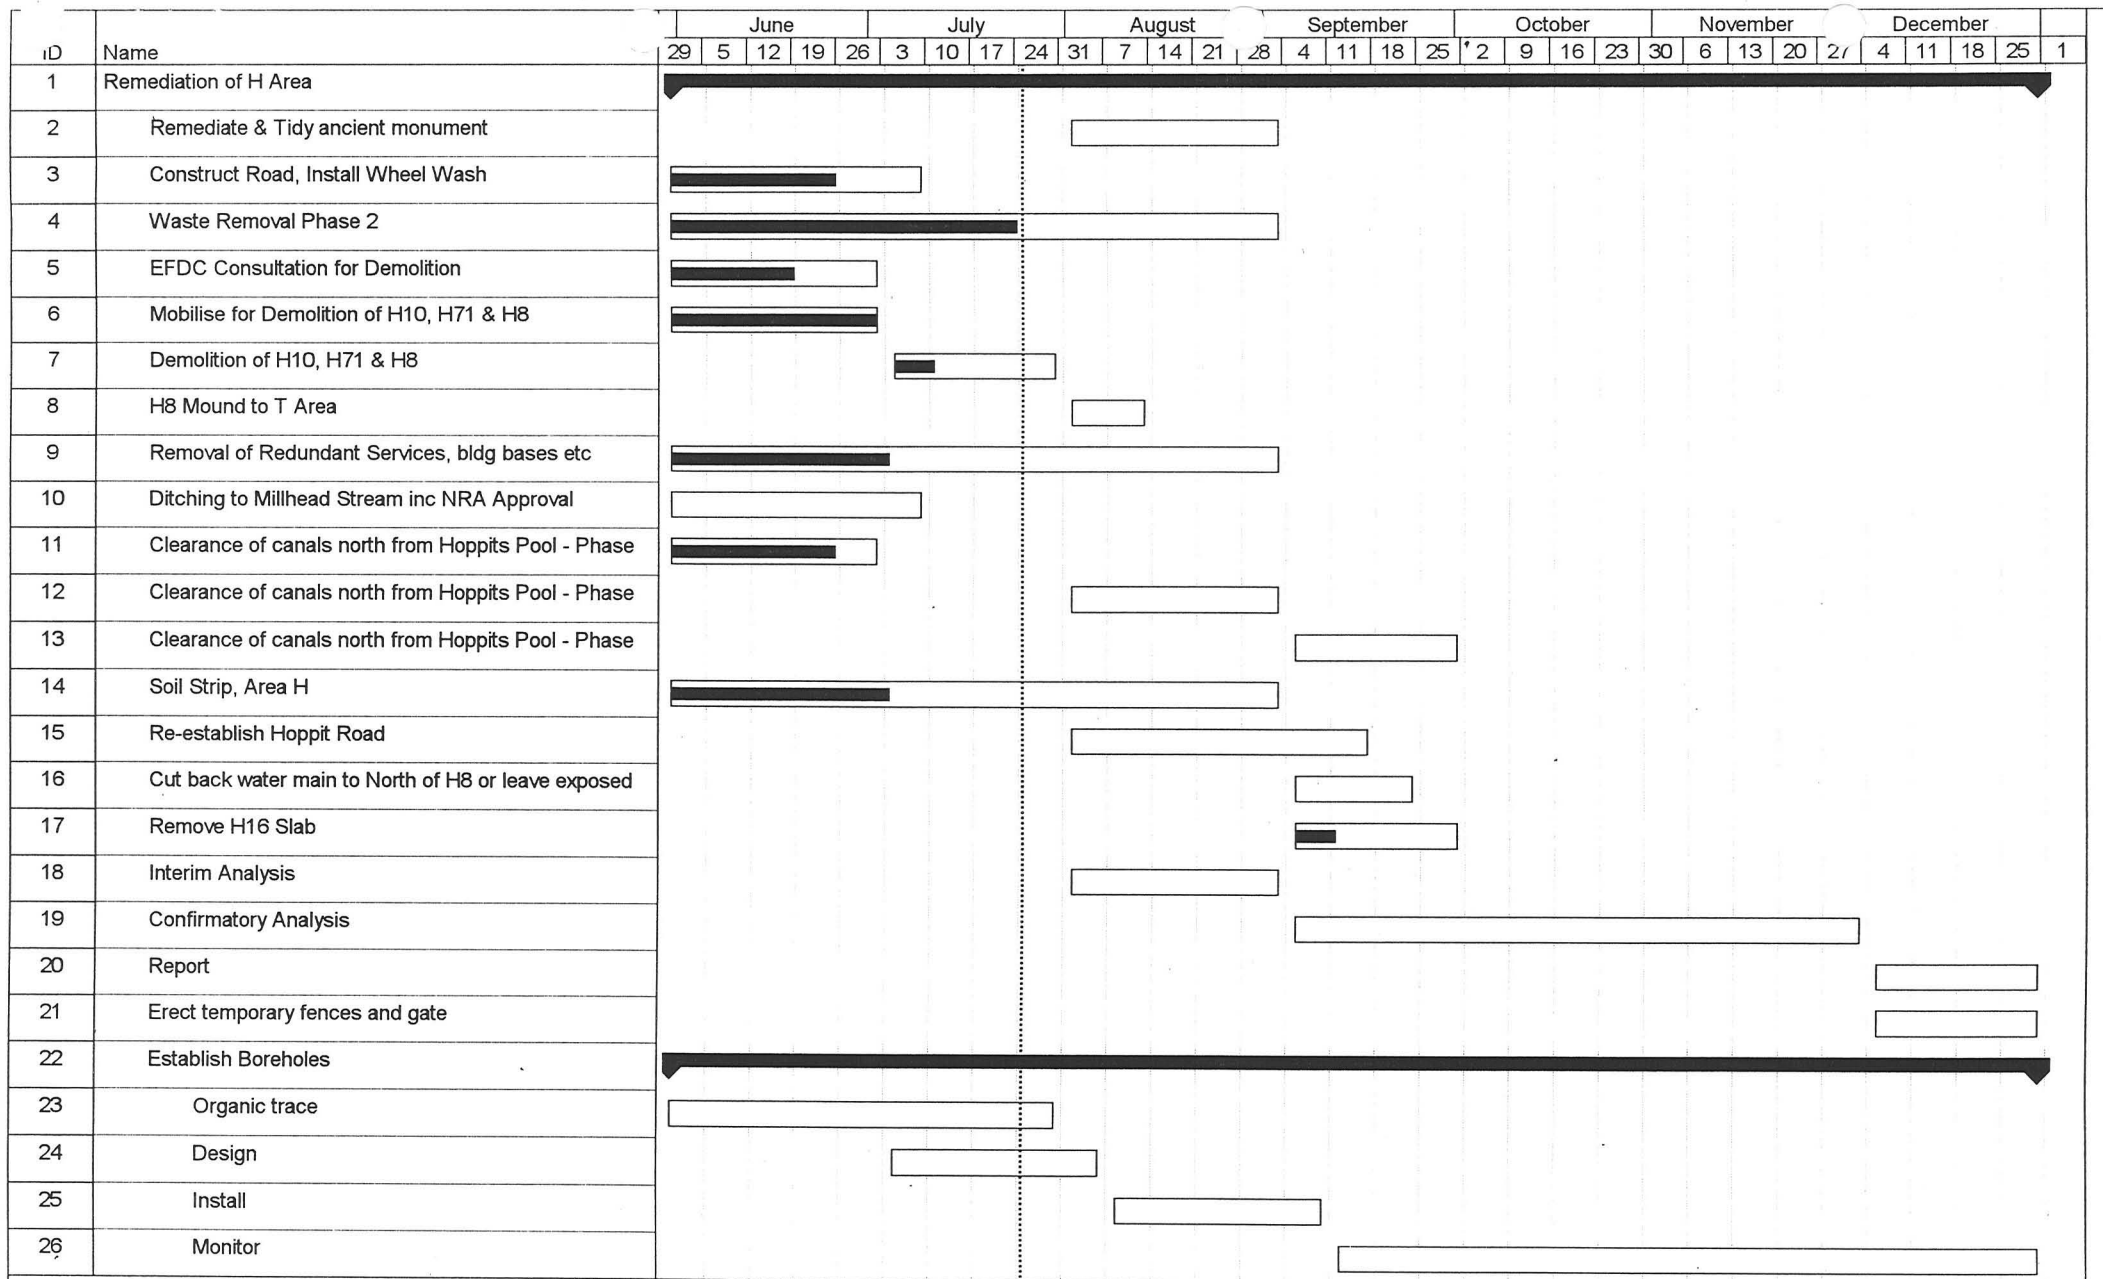 June July August September October November December
ID Name 29 5 12 19 26 3 10 17 24 31 7 14 21 28 4 11 18 25 2 9 16 23 30 6 13 20 27 4 11 18 25 1
1 Remediation of H Area
2 Remediate & Tidy ancient monument
3 Construct Road, Install Wheel Wash
4 Waste Removal Phase 2
5 EFDC Consultation for Demolition
6 Mobilise for Demolition of H10, H71 & H8
7 Demolition of H10, H71 & H8
8 H8 Mound to T Area
9 Removal of Redundant Services, bldg bases etc
10 Ditching to Millhead Stream inc NRA Approval
11 Clearance of canals north from Hoppits Pool - Phase
12 Clearance of canals north from Hoppits Pool - Phase
13 Clearance of canals north from Hoppits Pool - Phase
14 Soil Strip, Area H
15 Re-establish Hoppit Road
16 Cut back water main to North of H8 or leave exposed
17 Remove H16 Slab
18 Interim Analysis
19 Confirmatory Analysis
20 Report
21 Erect temporary fences and gate
22 Establish Boreholes
23 Organic trace
24 Design
25 Install
26 Monitor